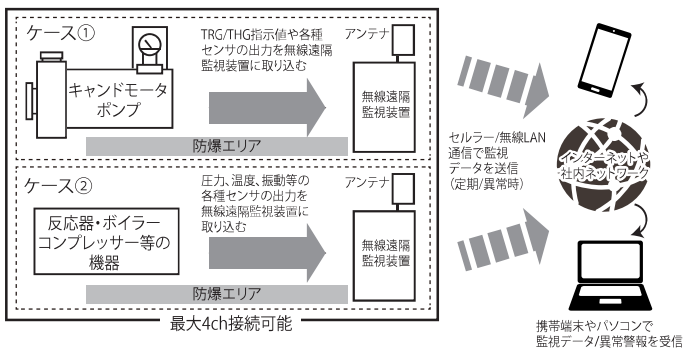 ケース①
TRG/THG指示値や各種
センサの出力を無線遠隔
監視装置に取り込む
アンテナ
キャンドモータ
ポンプ
無線遠隔
監視装置
防爆エリア
ケース②
圧力、温度、振動等の
各種センサの出力を
無線遠隔監視装置に
取り込む
アンテナ
反応器・ボイラー
コンプレッサー等の
機器
無線遠隔
監視装置
防爆エリア
最大4ch接続可能
セルラー/無線LAN
通信で監視
データを送信
(定期/異常時)
インターネットや
社内ネットワーク
携帯端末やパソコンで
監視データ/異常警報を受信